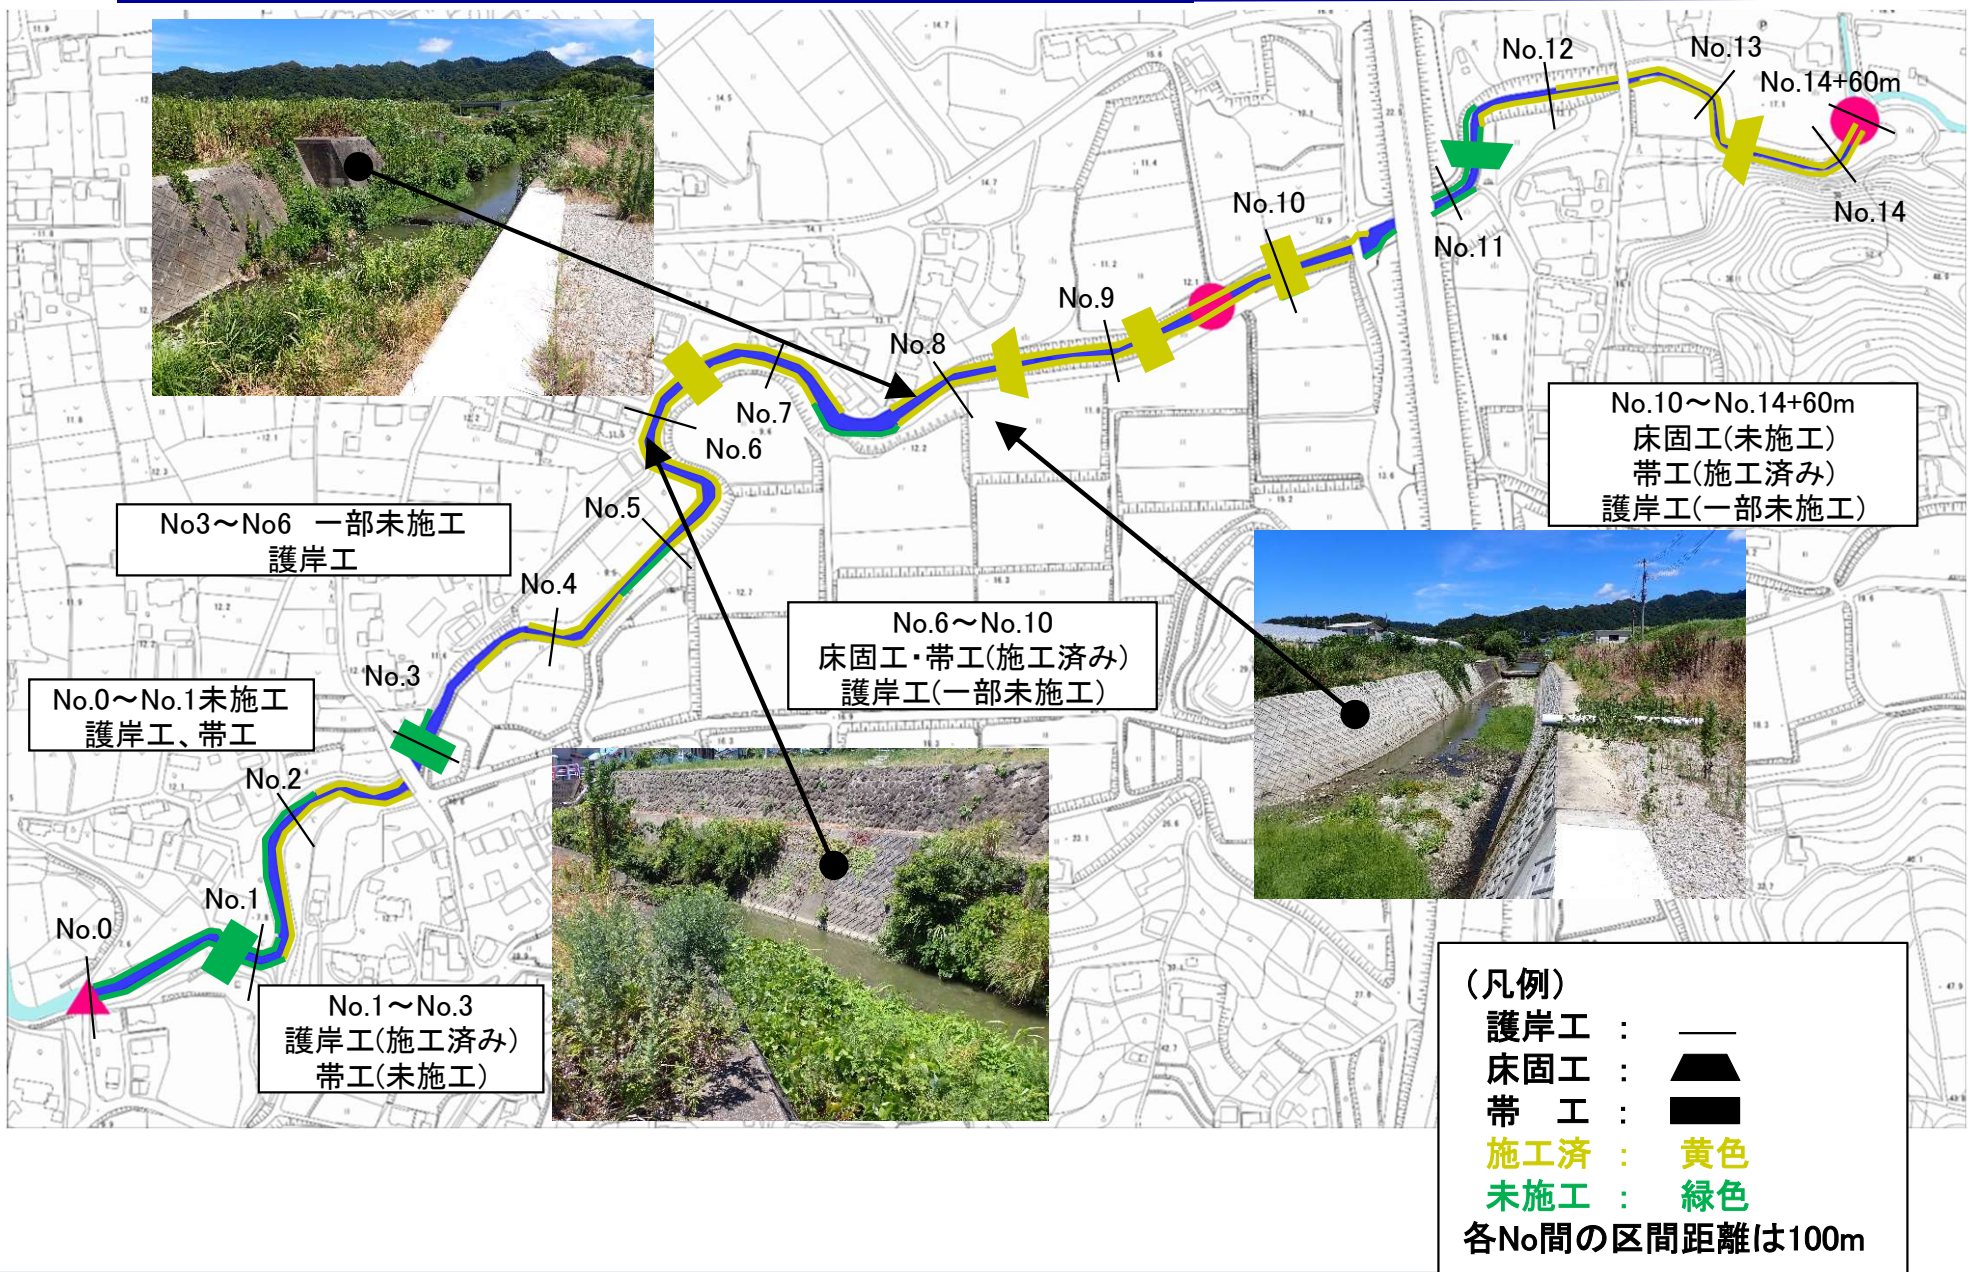 No.12
No.13
No.14+60m
No.14
No.10
No.11
No.9
No.8
No.7
No.6
No.5
No.4
No.3
No.2
No.1
No.0
No.10～No.14+60m
床固工(未施工)
帯工(施工済み)
護岸工(一部未施工)
No3～No6　一部未施工
護岸工
No.6～No.10
床固工・帯工(施工済み)
護岸工(一部未施工)
No.0～No.1未施工
護岸工、帯工
No.1～No.3
護岸工(施工済み)
帯工(未施工)
(凡例)
護岸工　：
床固工　：
帯　工　：
施工済　：　黄色
未施工　：　緑色
各No間の区間距離は100m